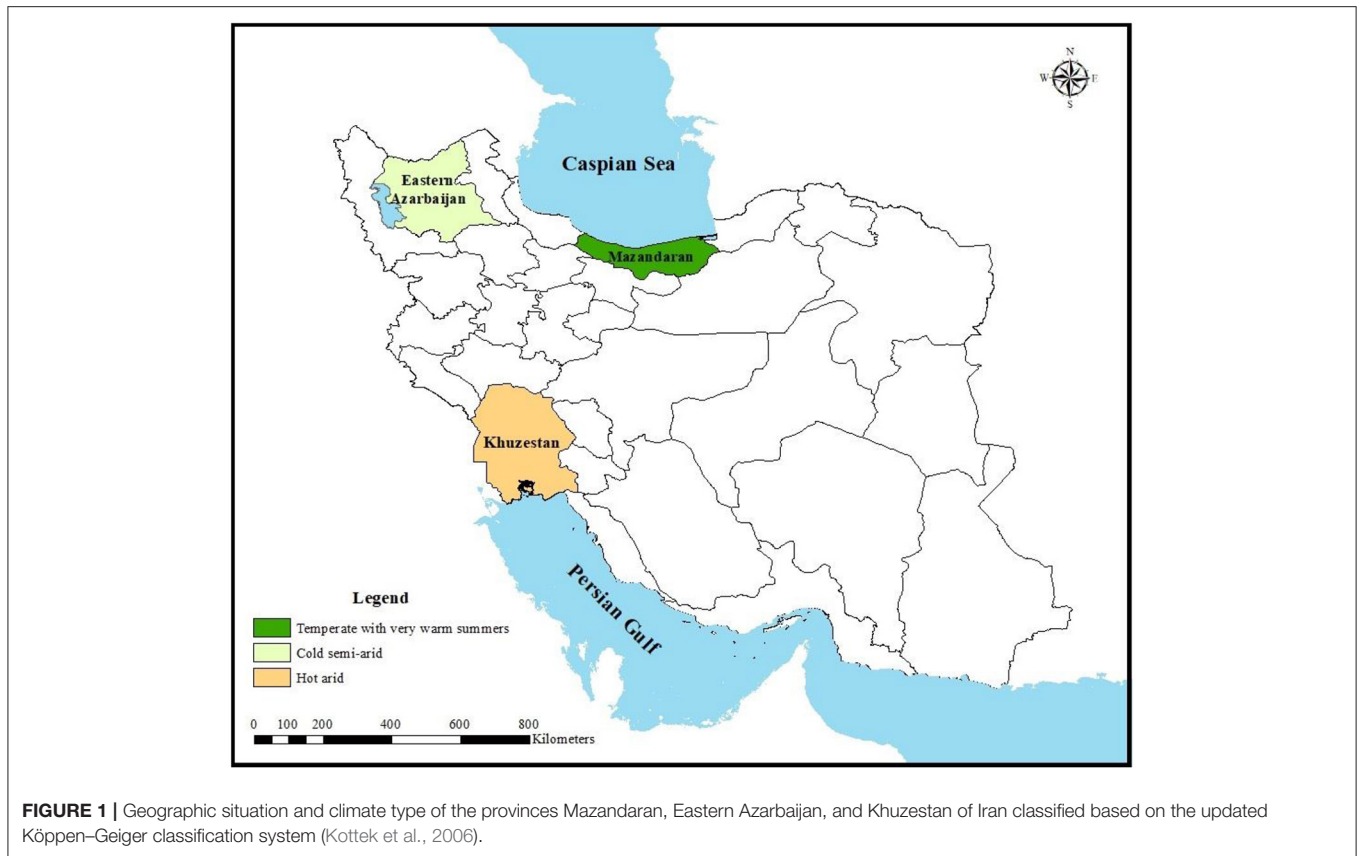 N
W E
S
Caspian Sea
Eastern
Azarbaijan
Mazandaran
Khuzestan
Persian Gulf
Legend
Temperate with very warm summers
Cold semi-arid
Hot arid
0 100 200 400 600 800
Kilometers
FIGURE 1 | Geographic situation and climate type of the provinces Mazandaran, Eastern Azarbaijan, and Khuzestan of Iran classified based on the updated
Köppen–Geiger classification system (Kottek et al., 2006).